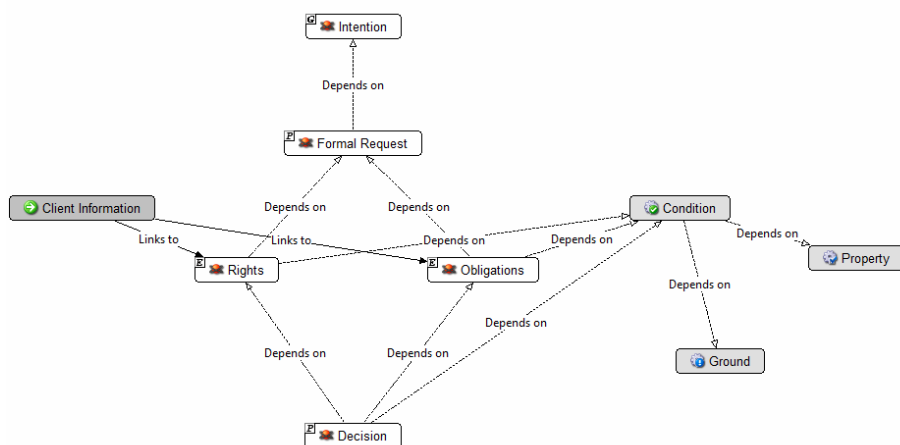 G
Intention
Depends on
P
Formal Request
Client Information
Depends on
Depends on
Condition
Links to
Links to
Depends on
Depends on
Depends on
E
Rights
E
Obligations
Property
Depends on
Depends on
Depends on
Depends on
Ground
P
Decision